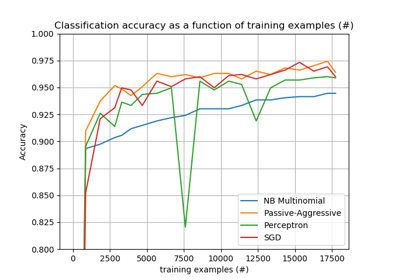 Classification accuracy as a function of training examples (#)
1.000
0.975
0.950
0.925
0.900
0.875
0.850
0.825
0.800
Accuracy
NB Multinomial
Passive-Aggressive
Perceptron
SGD
0 2500 5000 7500 10000 12500 15000 17500
training examples (#)